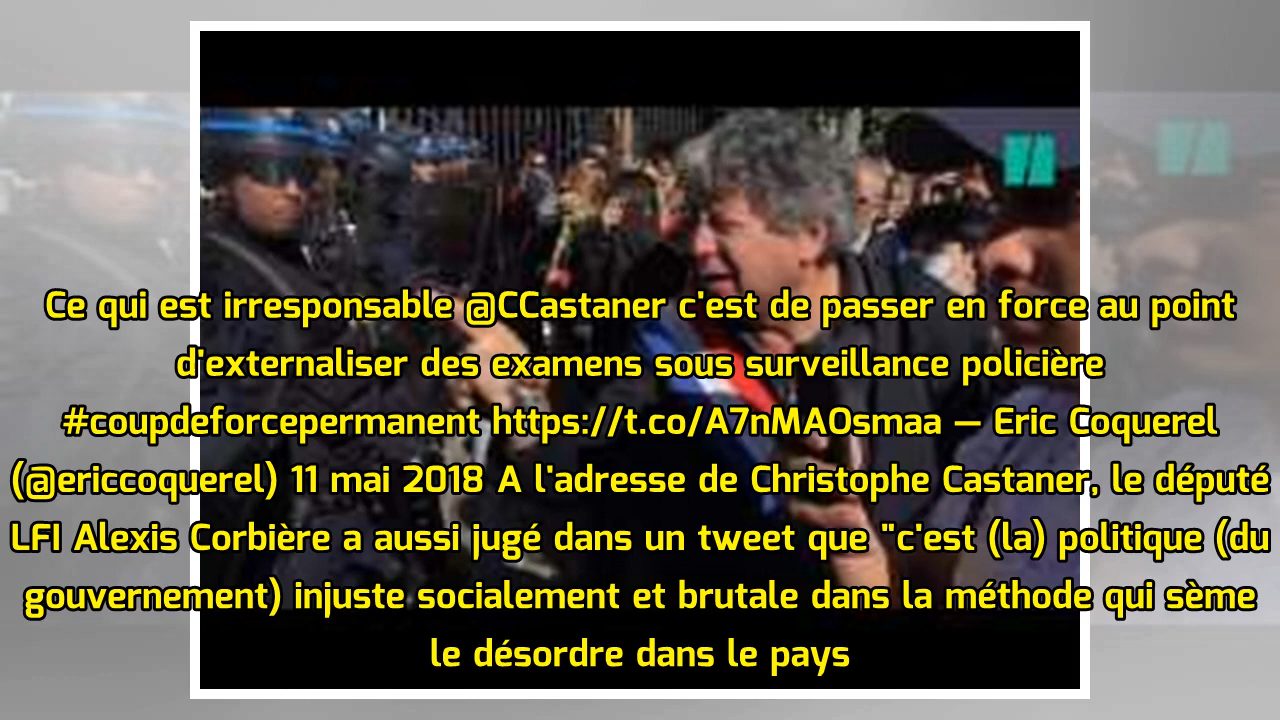 Ce qui est irresponsable @CCastaner c'est de passer en force au point
d'externaliser des examens sous surveillance policière
#coupdeforcepermanent https://t.co/A7nMAOsmaa — Eric Coquerel
(@ericcoquerel) 11 mai 2018 A l'adresse de Christophe Castaner, le député
LFI Alexis Corbière a aussi jugé dans un tweet que "c'est (la) politique (du
gouvernement) injuste socialement et brutale dans la méthode qui sème
le désordre dans le pays